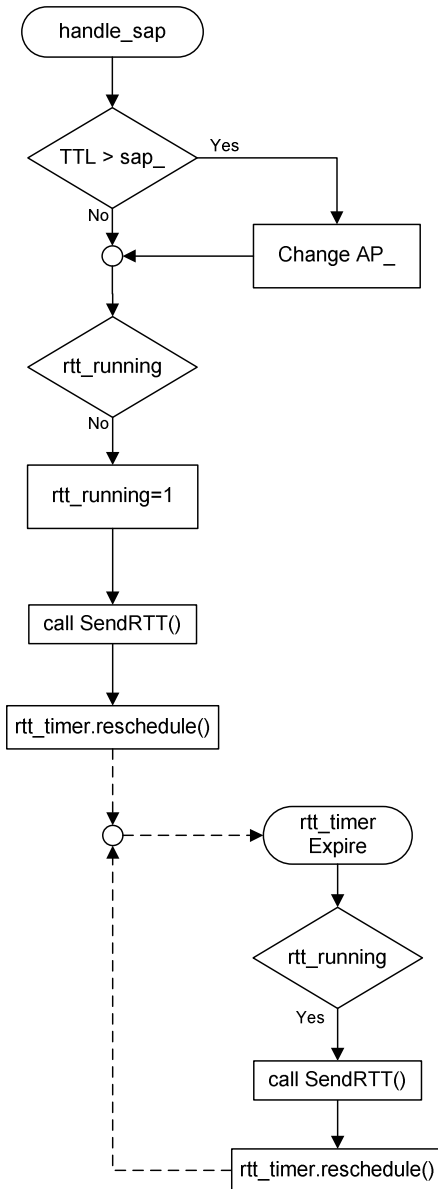 handle_sap
TTL > sap_
Yes
No
Change AP_
rtt_running
No
rtt_running=1
call SendRTT()
rtt_timer.reschedule()
rtt_timer
Expire
rtt_running
Yes
call SendRTT()
rtt_timer.reschedule()